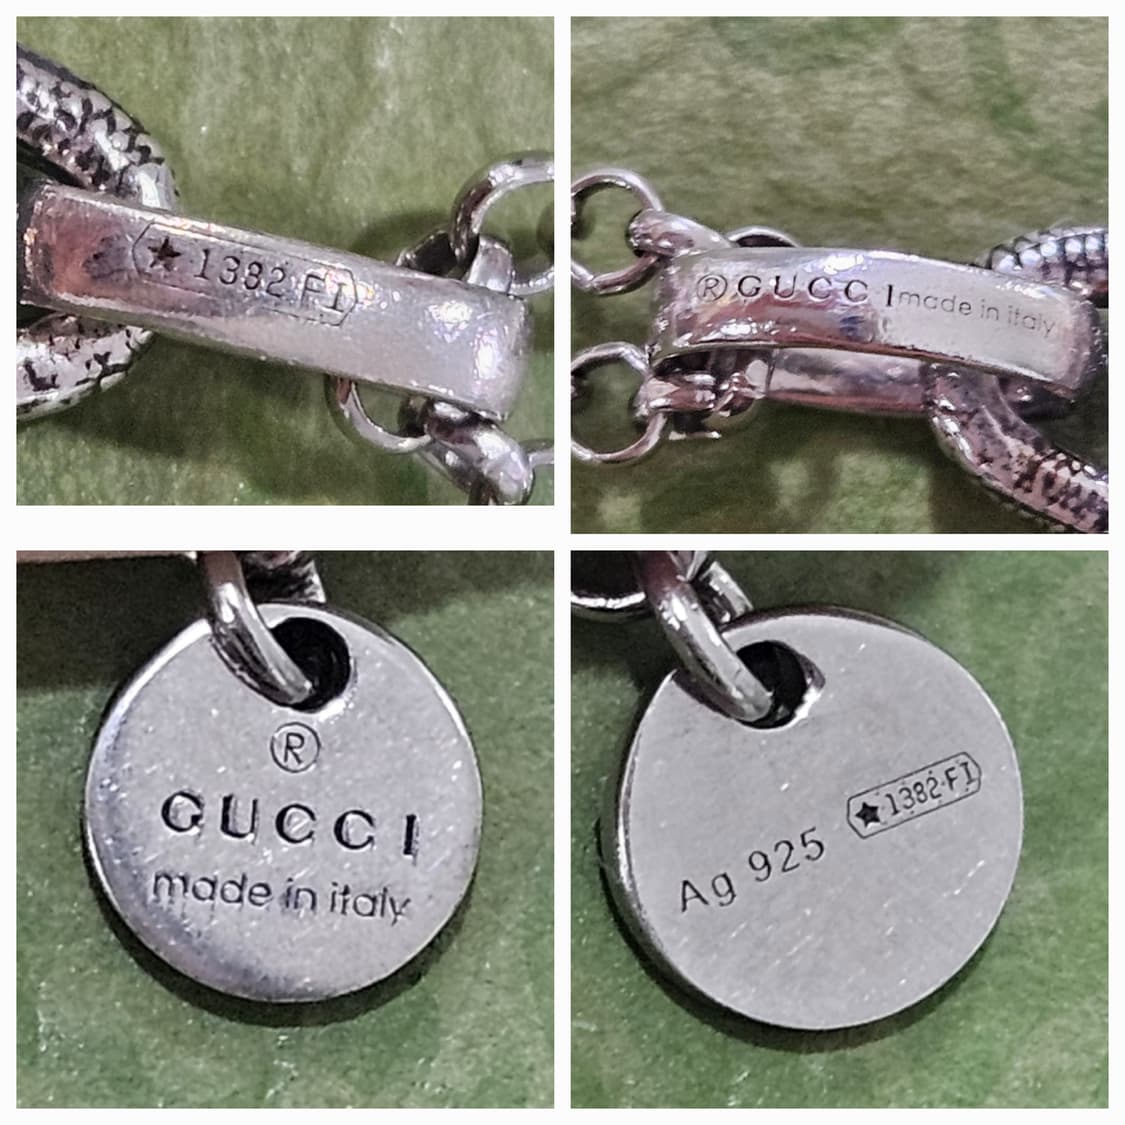 ★1382·FI
®GUCCI made in italy
®
GUCCI
made in italy
★1382·FI
Ag 925